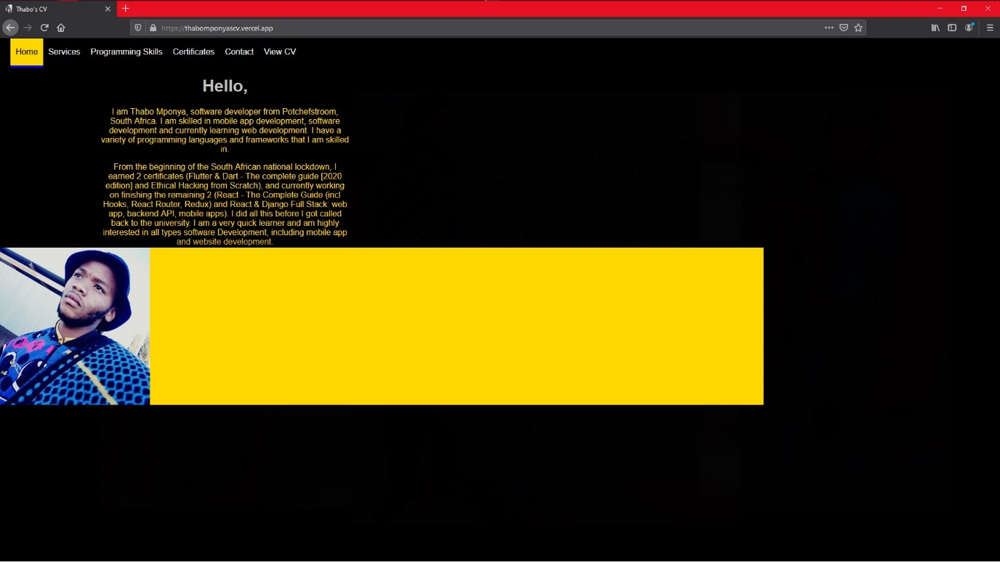 Thabo's CV
https://thabomponyascv.vercel.app
Home Services Programming Skills Certificates Contact View CV
Hello,
I am Thabo Mponya, software developer from Potchefstroom,
South Africa. I am skilled in mobile app development, software
development and currently learning web development. I have a
variety of programming languages and frameworks that I am skilled
in.
From the beginning of the South African national lockdown, I
earned 2 certificates (Flutter & Dart - The complete guide [2020
edition] and Ethical Hacking from Scratch), and currently working
on finishing the remaining 2 (React - The Complete Guide (incl
Hooks, React Router, Redux) and React & Django Full Stack: web
app, backend API, mobile apps). I did all this before I got called
back to the university. I am a very quick learner and am highly
interested in all types software Development, including mobile app
and website development.